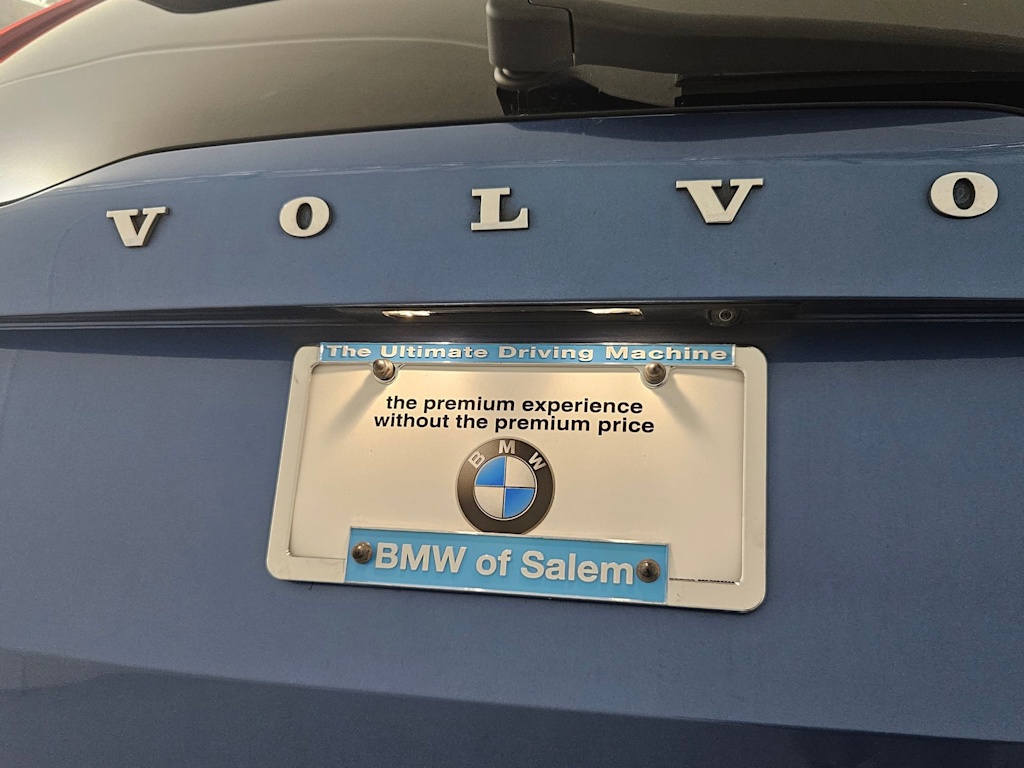 VOLVO
The Ultimate Driving Machine
the premium experience
without the premium price
BMW
BMW of Salem